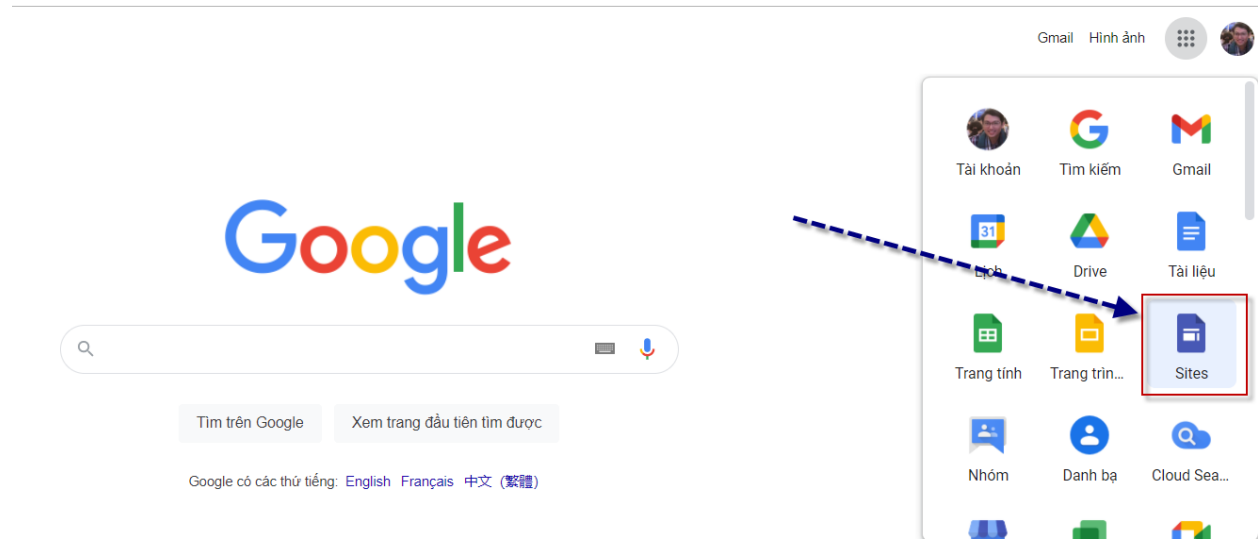 Gmail Hình ảnh
Tài khoản Tìm kiếm Gmail
Google
31
Lịch Drive Tài liệu
Trang tính Trang trìn... Sites
Tìm trên Google Xem trang đầu tiên tìm được
Nhóm Danh bạ Cloud Sea...
Google có các thứ tiếng: English Français 中文 (繁體)